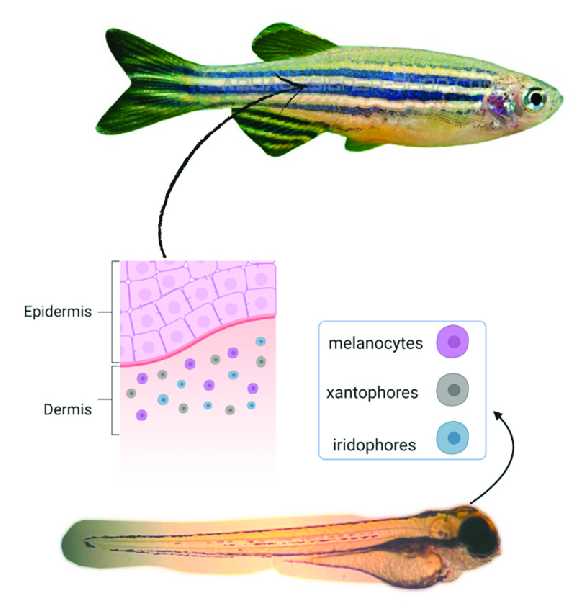 Epidermis
Dermis
melanocytes
xantophores
iridophores